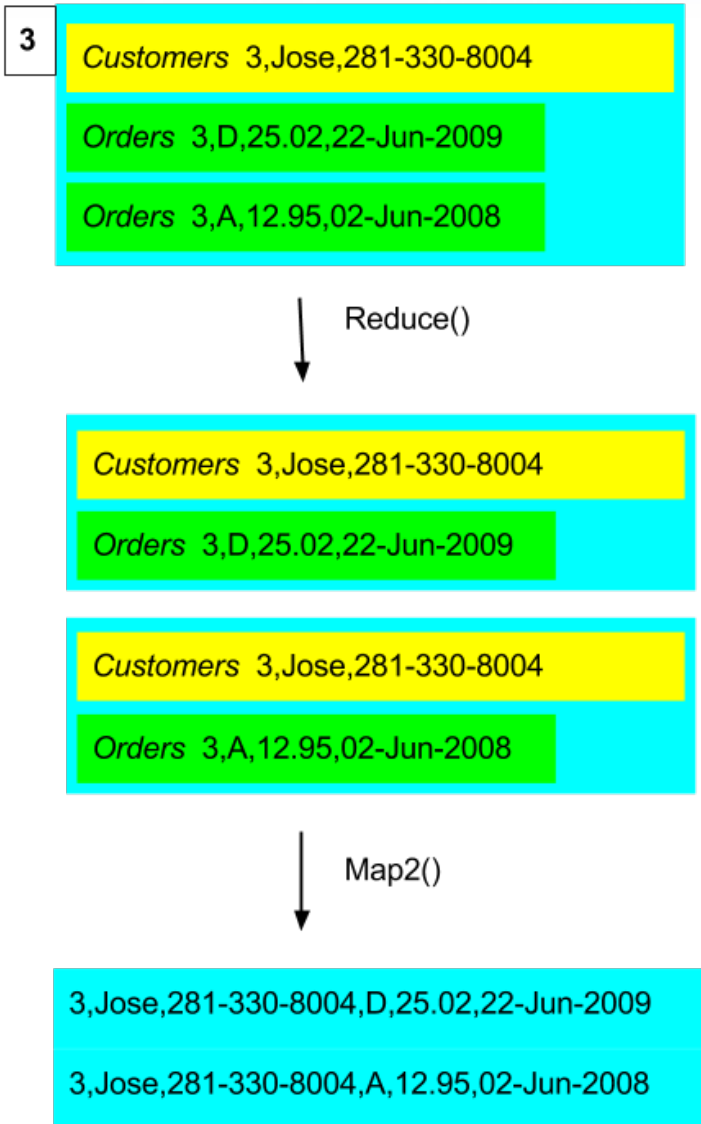 3
Customers 3,Jose,281-330-8004
Orders 3,D,25.02,22-Jun-2009
Orders 3,A,12.95,02-Jun-2008
Reduce()
Customers 3,Jose,281-330-8004
Orders 3,D,25.02,22-Jun-2009
Customers 3,Jose,281-330-8004
Orders 3,A,12.95,02-Jun-2008
Map2()
3,Jose,281-330-8004,D,25.02,22-Jun-2009
3,Jose,281-330-8004,A,12.95,02-Jun-2008